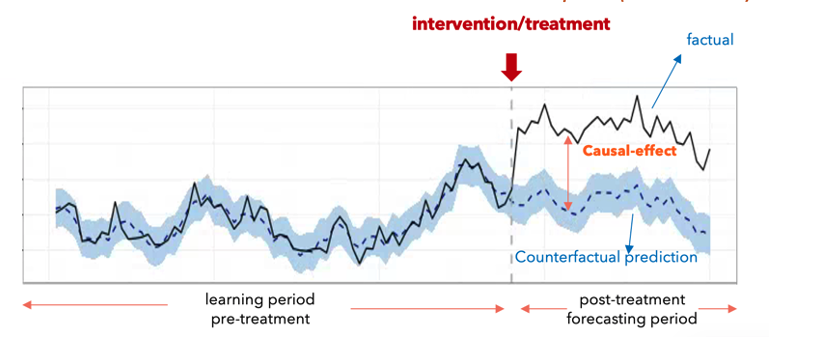 intervention/treatment
factual
Causal-effect
Counterfactual prediction
learning period
pre-treatment
post-treatment
forecasting period